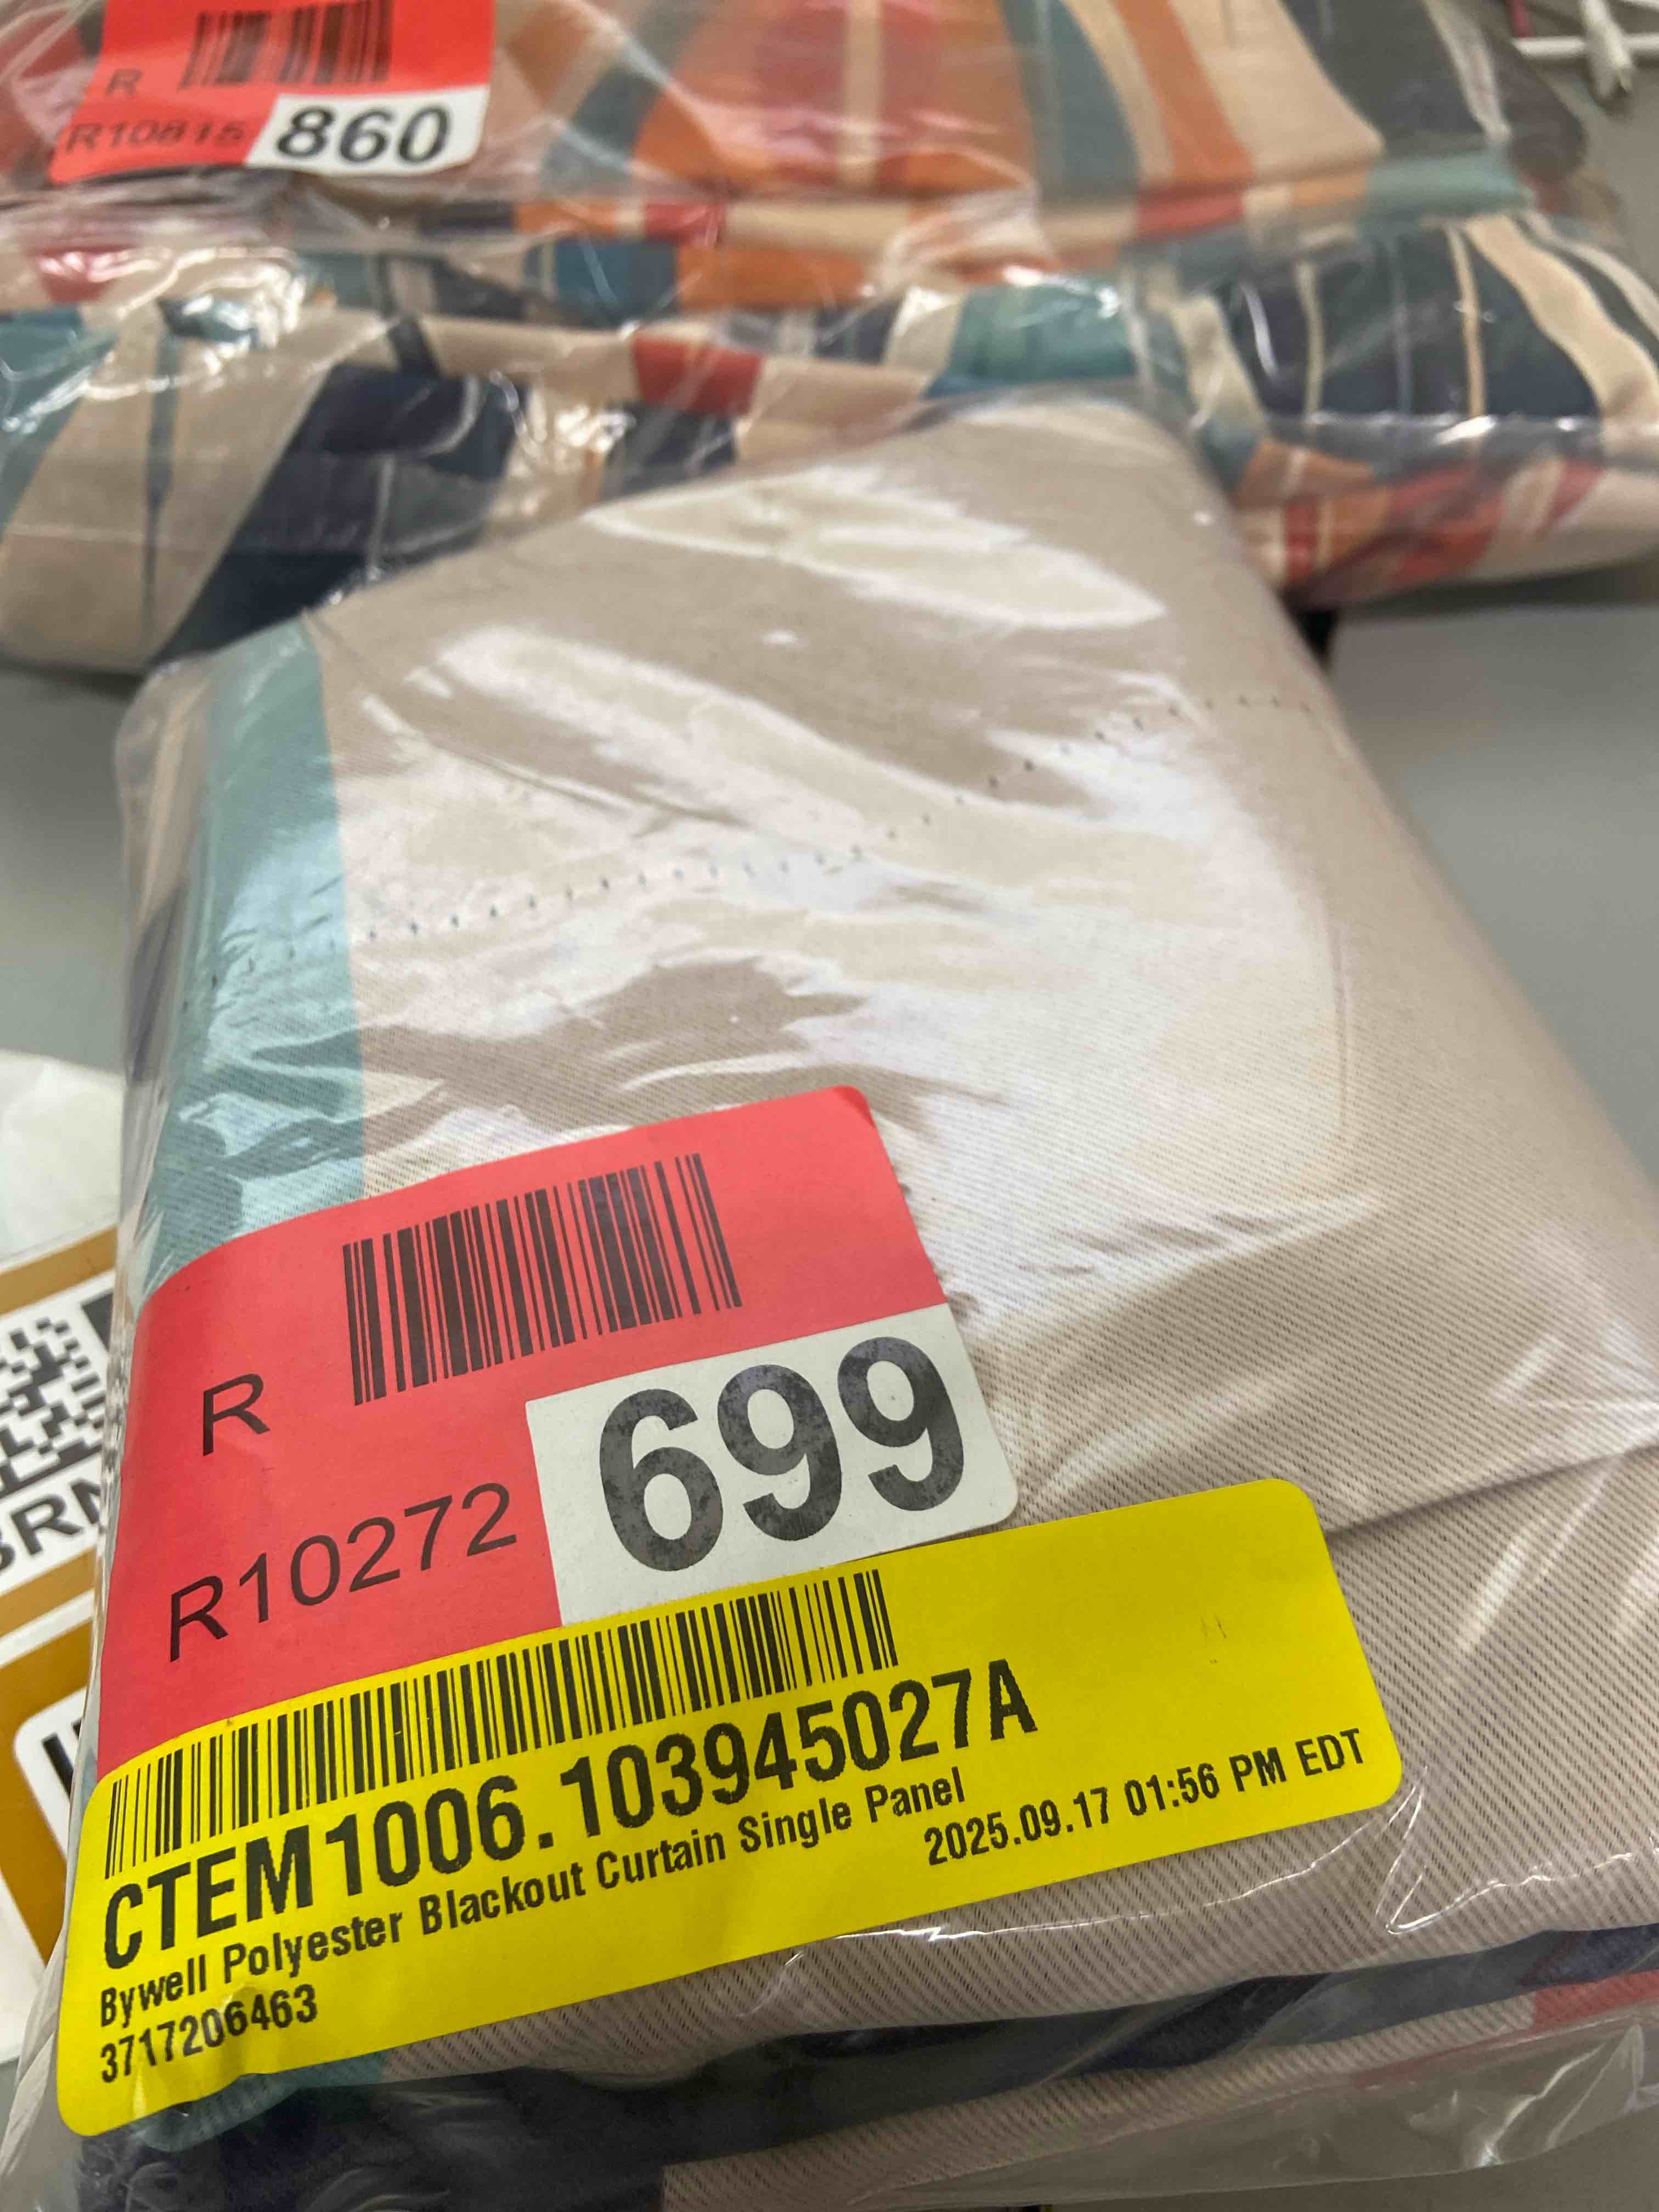 R
R10815 860
R
R10272 699
CTEM1006.103945027A
Bywell Polyester Blackout Curtain Single Panel
2025.09.17 01:56 PM EDT
3717206463